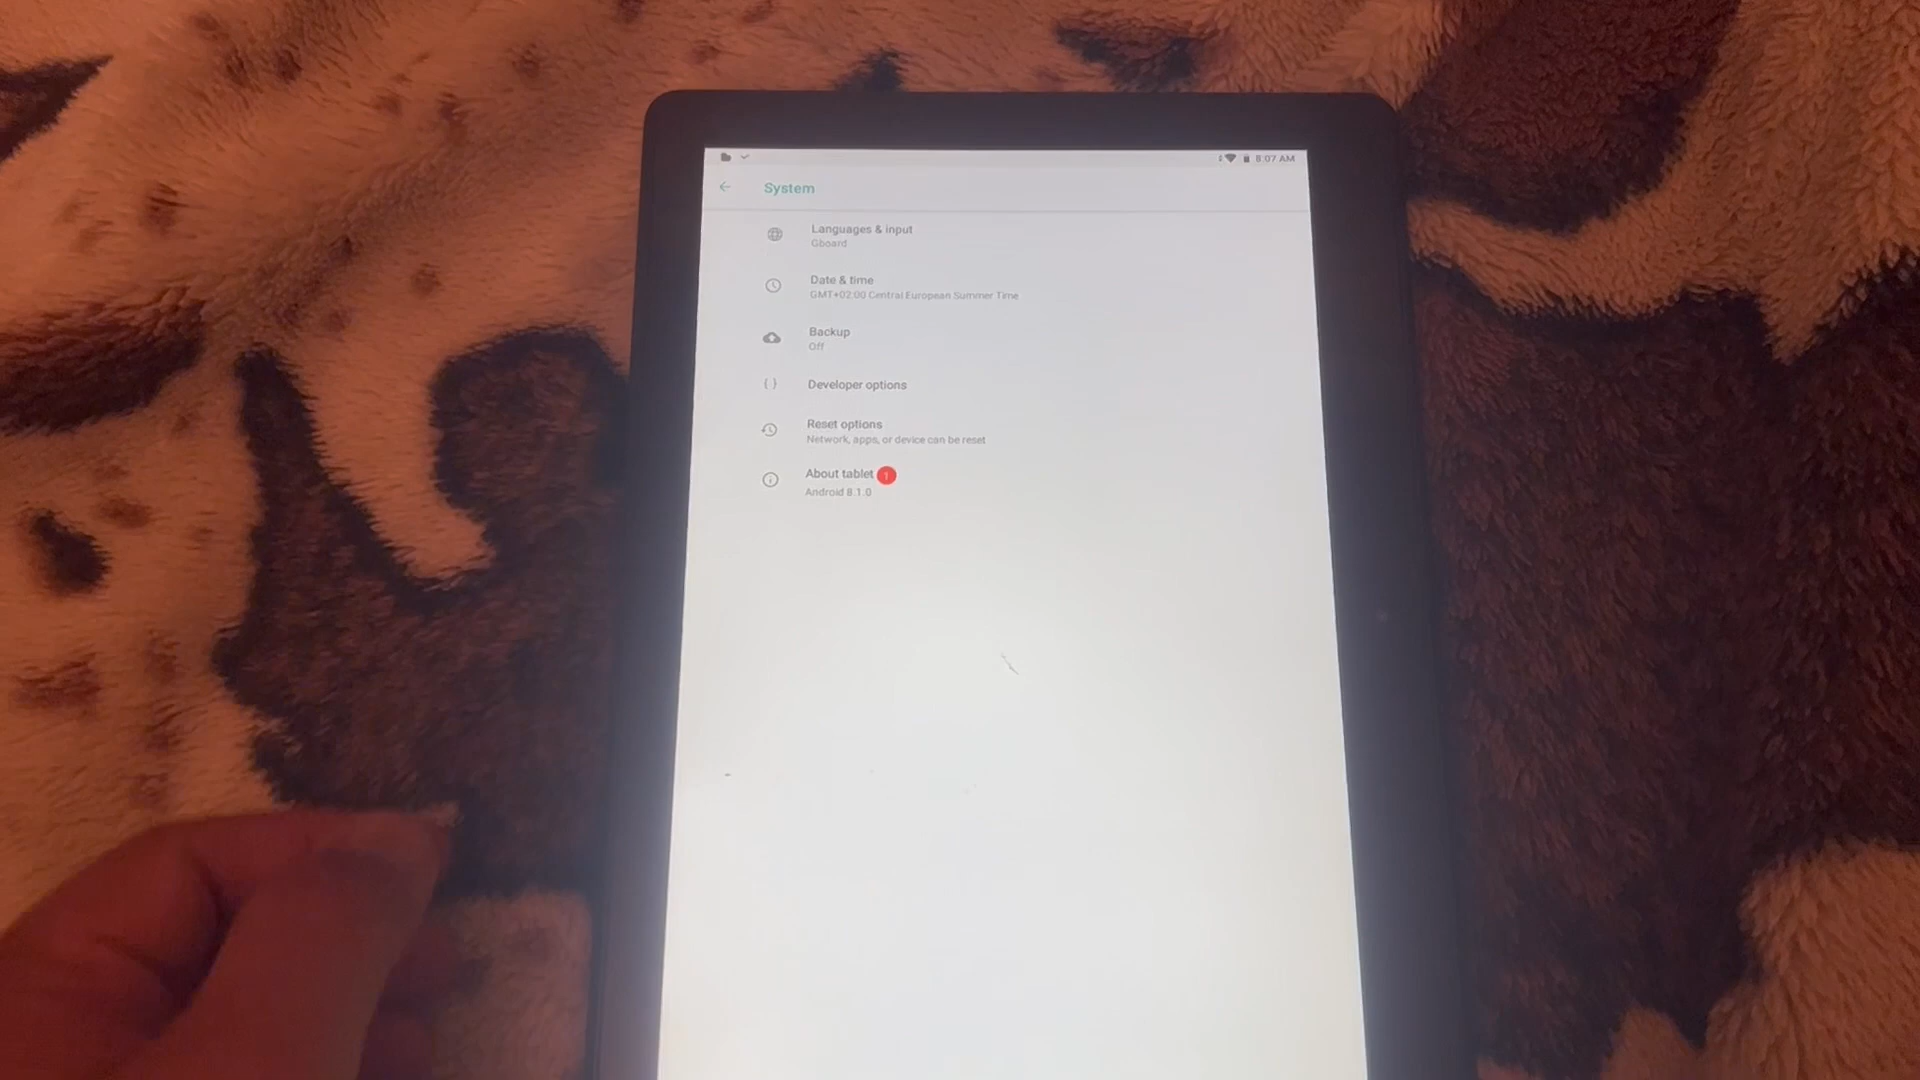 8:07 AM
System
Languages & input
Gboard
Date & time
GMT+02:00 Central European Summer Time
Backup
Off
Developer options
Reset options
Network, apps, or device can be reset
About tablet 1
Android 8.1.0